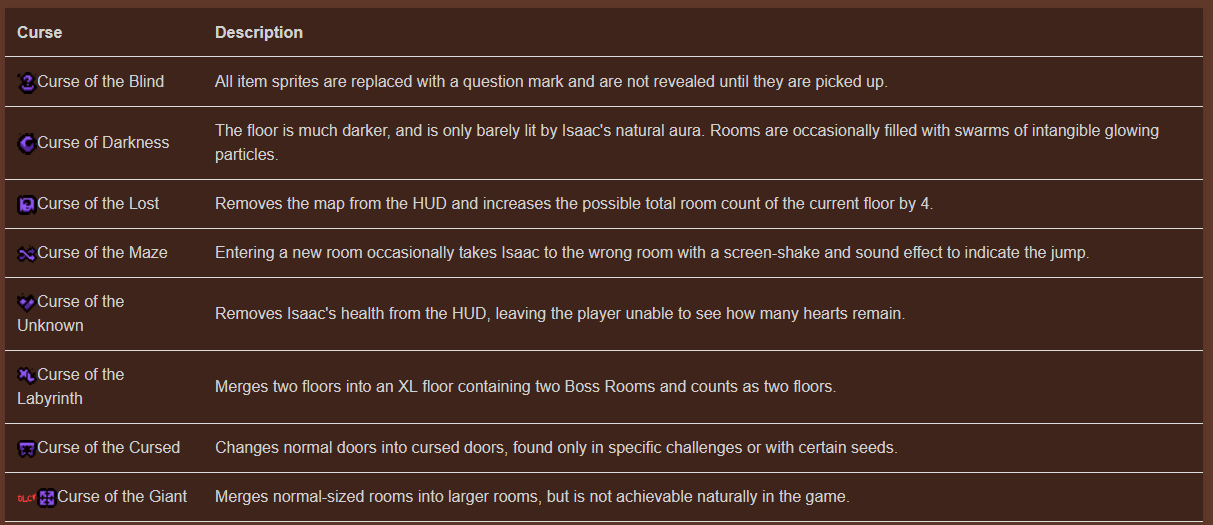 Curse Description
Curse of the Blind All item sprites are replaced with a question mark and are not revealed until they are picked up.
Curse of Darkness The floor is much darker, and is only barely lit by Isaac's natural aura. Rooms are occasionally filled with swarms of intangible glowing
particles.
Curse of the Lost Removes the map from the HUD and increases the possible total room count of the current floor by 4.
Curse of the Maze Entering a new room occasionally takes Isaac to the wrong room with a screen-shake and sound effect to indicate the jump.
Curse of the
Unknown
Removes Isaac's health from the HUD, leaving the player unable to see how many hearts remain.
Curse of the
Labyrinth
Merges two floors into an XL floor containing two Boss Rooms and counts as two floors.
Curse of the Cursed Changes normal doors into cursed doors, found only in specific challenges or with certain seeds.
DLC Curse of the Giant Merges normal-sized rooms into larger rooms, but is not achievable naturally in the game.